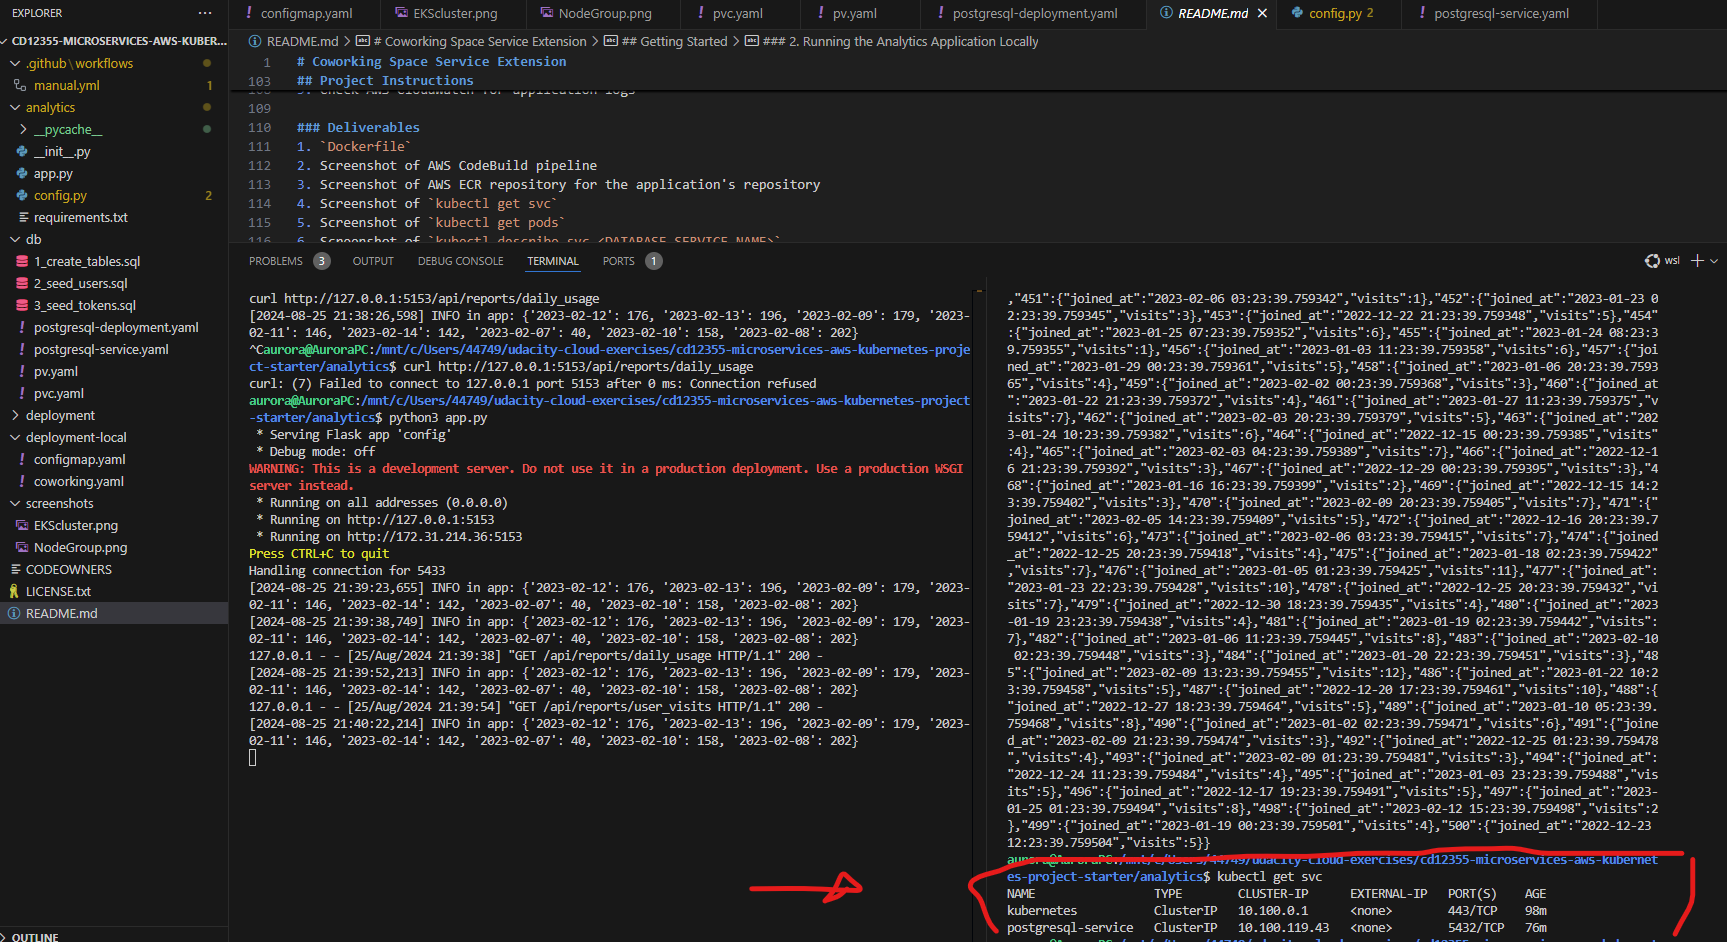 EXPLORER
CD12355-MICROSERVICES-AWS-KUBER...
.github\workflows
manual.yml 1
analytics
__pycache__
__init__.py
app.py
config.py 2
requirements.txt
db
1_create_tables.sql
2_seed_users.sql
3_seed_tokens.sql
postgresql-deployment.yaml
postgresql-service.yaml
pv.yaml
pvc.yaml
deployment
deployment-local
configmap.yaml
coworking.yaml
screenshots
EKScluster.png
NodeGroup.png
CODEOWNERS
LICENSE.txt
README.md
OUTLINE
configmap.yaml EKScluster.png NodeGroup.png pvc.yaml pv.yaml postgresql-deployment.yaml README.md config.py 2 postgresql-service.yaml
README.md > # Coworking Space Service Extension > ## Getting Started > ### 2. Running the Analytics Application Locally
1 # Coworking Space Service Extension
103 ## Project Instructions
109
110 ### Deliverables
111 1. `Dockerfile`
112 2. Screenshot of AWS CodeBuild pipeline
113 3. Screenshot of AWS ECR repository for the application's repository
114 4. Screenshot of `kubectl get svc`
115 5. Screenshot of `kubectl get pods`
116 6. Screenshot of `kubectl describe svc <DATABASE_SERVICE_NAME>`
PROBLEMS 3 OUTPUT DEBUG CONSOLE TERMINAL PORTS 1
wsl
curl http://127.0.0.1:5153/api/reports/daily_usage
[2024-08-25 21:38:26,598] INFO in app: {'2023-02-12': 176, '2023-02-13': 196, '2023-02-09': 179, '2023-
02-11': 146, '2023-02-14': 142, '2023-02-07': 40, '2023-02-10': 158, '2023-02-08': 202}
^Caurora@AuroraPC:/mnt/c/Users/44749/udacity-cloud-exercises/cd12355-microservices-aws-kubernetes-proje
ct-starter/analytics$ curl http://127.0.0.1:5153/api/reports/daily_usage
curl: (7) Failed to connect to 127.0.0.1 port 5153 after 0 ms: Connection refused
aurora@AuroraPC:/mnt/c/Users/44749/udacity-cloud-exercises/cd12355-microservices-aws-kubernetes-project
-starter/analytics$ python3 app.py
* Serving Flask app 'config'
* Debug mode: off
WARNING: This is a development server. Do not use it in a production deployment. Use a production WSGI
server instead.
* Running on all addresses (0.0.0.0)
* Running on http://127.0.0.1:5153
* Running on http://172.31.214.36:5153
Press CTRL+C to quit
Handling connection for 5433
[2024-08-25 21:39:23,655] INFO in app: {'2023-02-12': 176, '2023-02-13': 196, '2023-02-09': 179, '2023-
02-11': 146, '2023-02-14': 142, '2023-02-07': 40, '2023-02-10': 158, '2023-02-08': 202}
[2024-08-25 21:39:38,749] INFO in app: {'2023-02-12': 176, '2023-02-13': 196, '2023-02-09': 179, '2023-
02-11': 146, '2023-02-14': 142, '2023-02-07': 40, '2023-02-10': 158, '2023-02-08': 202}
127.0.0.1 - - [25/Aug/2024 21:39:38] "GET /api/reports/daily_usage HTTP/1.1" 200 -
[2024-08-25 21:39:52,213] INFO in app: {'2023-02-12': 176, '2023-02-13': 196, '2023-02-09': 179, '2023-
02-11': 146, '2023-02-14': 142, '2023-02-07': 40, '2023-02-10': 158, '2023-02-08': 202}
127.0.0.1 - - [25/Aug/2024 21:39:54] "GET /api/reports/user_visits HTTP/1.1" 200 -
[2024-08-25 21:40:22,214] INFO in app: {'2023-02-12': 176, '2023-02-13': 196, '2023-02-09': 179, '2023-
02-11': 146, '2023-02-14': 142, '2023-02-07': 40, '2023-02-10': 158, '2023-02-08': 202}
,"451":{"joined_at":"2023-02-06 03:23:39.759342","visits":1},"452":{"joined_at":"2023-01-23 0
2:23:39.759345","visits":3},"453":{"joined_at":"2022-12-22 21:23:39.759348","visits":5},"454"
:{"joined_at":"2023-01-25 07:23:39.759352","visits":6},"455":{"joined_at":"2023-01-24 08:23:3
9.759355","visits":1},"456":{"joined_at":"2023-01-03 11:23:39.759358","visits":6},"457":{"joi
ned_at":"2023-01-29 00:23:39.759361","visits":5},"458":{"joined_at":"2023-01-06 20:23:39.7593
65","visits":4},"459":{"joined_at":"2023-02-02 00:23:39.759368","visits":3},"460":{"joined_at
":"2023-01-22 21:23:39.759372","visits":4},"461":{"joined_at":"2023-01-27 11:23:39.759375","v
isits":7},"462":{"joined_at":"2023-02-03 20:23:39.759379","visits":5},"463":{"joined_at":"202
3-01-24 10:23:39.759382","visits":6},"464":{"joined_at":"2022-12-15 00:23:39.759385","visits"
:4},"465":{"joined_at":"2023-02-03 04:23:39.759389","visits":7},"466":{"joined_at":"2022-12-1
6 21:23:39.759392","visits":3},"467":{"joined_at":"2022-12-29 00:23:39.759395","visits":3},"4
68":{"joined_at":"2023-01-16 16:23:39.759399","visits":2},"469":{"joined_at":"2022-12-15 14:2
3:39.759402","visits":3},"470":{"joined_at":"2023-02-09 20:23:39.759405","visits":7},"471":{"
joined_at":"2023-02-05 14:23:39.759409","visits":5},"472":{"joined_at":"2022-12-16 20:23:39.7
59412","visits":6},"473":{"joined_at":"2023-02-06 03:23:39.759415","visits":7},"474":{"joined
_at":"2022-12-25 20:23:39.759418","visits":4},"475":{"joined_at":"2023-01-18 02:23:39.759422"
,"visits":7},"476":{"joined_at":"2023-01-05 01:23:39.759425","visits":11},"477":{"joined_at":
"2023-01-23 22:23:39.759428","visits":10},"478":{"joined_at":"2022-12-25 20:23:39.759432","vi
sits":7},"479":{"joined_at":"2022-12-30 18:23:39.759435","visits":4},"480":{"joined_at":"2023
-01-19 23:23:39.759438","visits":4},"481":{"joined_at":"2023-01-19 02:23:39.759442","visits":
7},"482":{"joined_at":"2023-01-06 11:23:39.759445","visits":8},"483":{"joined_at":"2023-02-10
02:23:39.759448","visits":3},"484":{"joined_at":"2023-01-20 22:23:39.759451","visits":3},"48
5":{"joined_at":"2023-02-09 13:23:39.759455","visits":12},"486":{"joined_at":"2023-01-22 10:2
3:39.759458","visits":5},"487":{"joined_at":"2022-12-20 17:23:39.759461","visits":10},"488":{
"joined_at":"2022-12-27 18:23:39.759464","visits":5},"489":{"joined_at":"2023-01-10 05:23:39.
759468","visits":8},"490":{"joined_at":"2023-01-02 02:23:39.759471","visits":6},"491":{"joine
d_at":"2023-02-09 21:23:39.759474","visits":3},"492":{"joined_at":"2022-12-25 01:23:39.759478
","visits":4},"493":{"joined_at":"2023-02-09 01:23:39.759481","visits":3},"494":{"joined_at":
"2022-12-24 11:23:39.759484","visits":4},"495":{"joined_at":"2023-01-03 23:23:39.759488","vis
its":5},"496":{"joined_at":"2022-12-17 19:23:39.759491","visits":5},"497":{"joined_at":"2023-
01-25 01:23:39.759494","visits":8},"498":{"joined_at":"2023-02-12 15:23:39.759498","visits":2
},"499":{"joined_at":"2023-01-19 00:23:39.759501","visits":4},"500":{"joined_at":"2022-12-23
12:23:39.759504","visits":5}}
aurora@AuroraPC:/mnt/c/Users/44749/udacity-cloud-exercises/cd12355-microservices-aws-kubernet
es-project-starter/analytics$ kubectl get svc
NAME TYPE CLUSTER-IP EXTERNAL-IP PORT(S) AGE
kubernetes ClusterIP 10.100.0.1 <none> 443/TCP 98m
postgresql-service ClusterIP 10.100.119.43 <none> 5432/TCP 76m